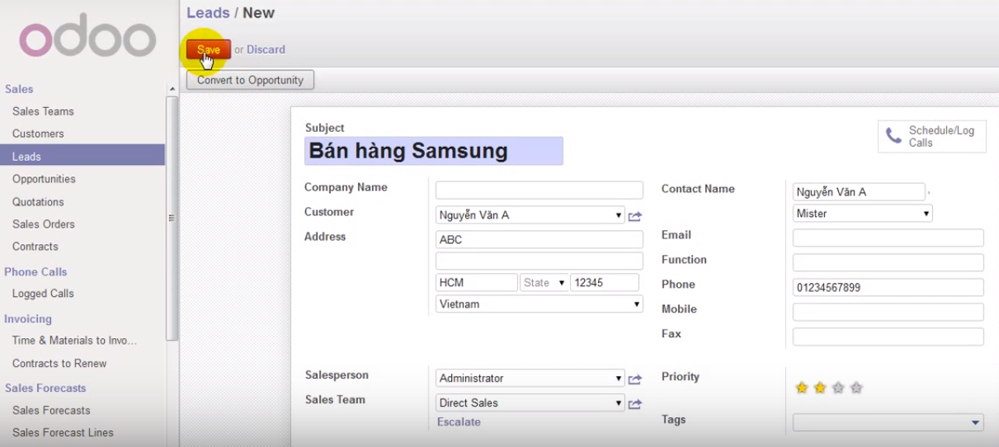 odoo
Leads / New
Save or Discard
Convert to Opportunity
Sales
Sales Teams
Customers
Leads
Opportunities
Quotations
Sales Orders
Contracts
Phone Calls
Logged Calls
Invoicing
Time & Materials to Invo...
Contracts to Renew
Sales Forecasts
Sales Forecasts
Sales Forecast Lines
Subject
Bán hàng Samsung
Schedule/Log
Calls
Company Name
Customer Nguyễn Văn A
Address ABC
HCM State 12345
Vietnam
Contact Name Nguyễn Văn A ,
Mister
Email
Function
Phone 01234567899
Mobile
Fax
Salesperson Administrator
Sales Team Direct Sales
Escalate
Priority
Tags